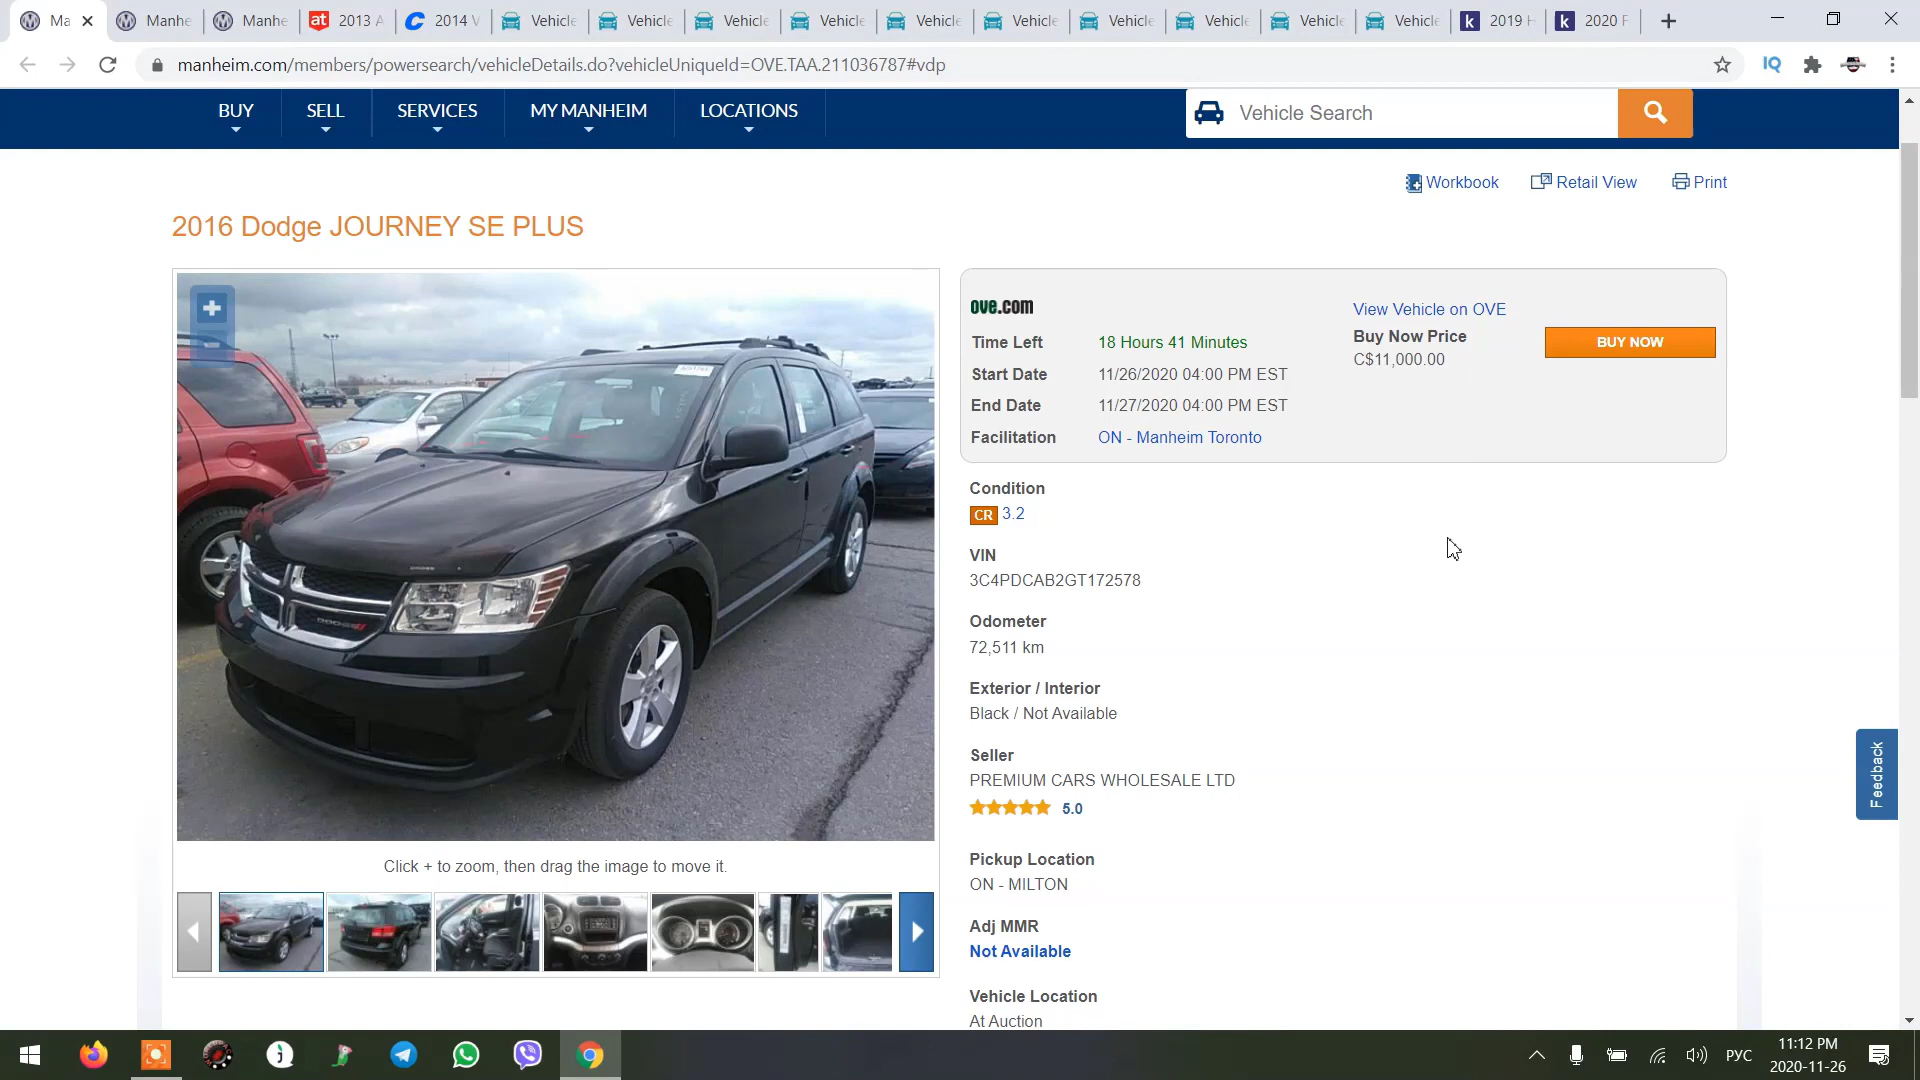 Ma
Manhe
Manhe
at 2013 A
C 2014 V
Vehicle
Vehicle
Vehicle
Vehicle
Vehicle
Vehicle
Vehicle
Vehicle
Vehicle
Vehicle
k 2019 H
k 2020 F
manheim.com/members/powersearch/vehicleDetails.do?vehicleUniqueId=OVE.TAA.211036787#vdp
IQ
BUY
SELL
SERVICES
MY MANHEIM
LOCATIONS
Vehicle Search
Workbook
Retail View
Print
2016 Dodge JOURNEY SE PLUS
ove.com
View Vehicle on OVE
Time Left 18 Hours 41 Minutes
Buy Now Price
C$11,000.00
BUY NOW
Start Date 11/26/2020 04:00 PM EST
End Date 11/27/2020 04:00 PM EST
Facilitation ON - Manheim Toronto
Condition
CR 3.2
VIN
3C4PDCAB2GT172578
Odometer
72,511 km
Exterior / Interior
Black / Not Available
Seller
PREMIUM CARS WHOLESALE LTD
5.0
Pickup Location
ON - MILTON
Adj MMR
Not Available
Vehicle Location
At Auction
DODGE
Click + to zoom, then drag the image to move it.
Feedback
РУС
11:12 PM
2020-11-26